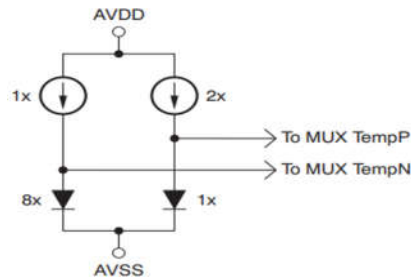 AVDD
1x
2x
To MUX TempP
To MUX TempN
8x
1x
AVSS